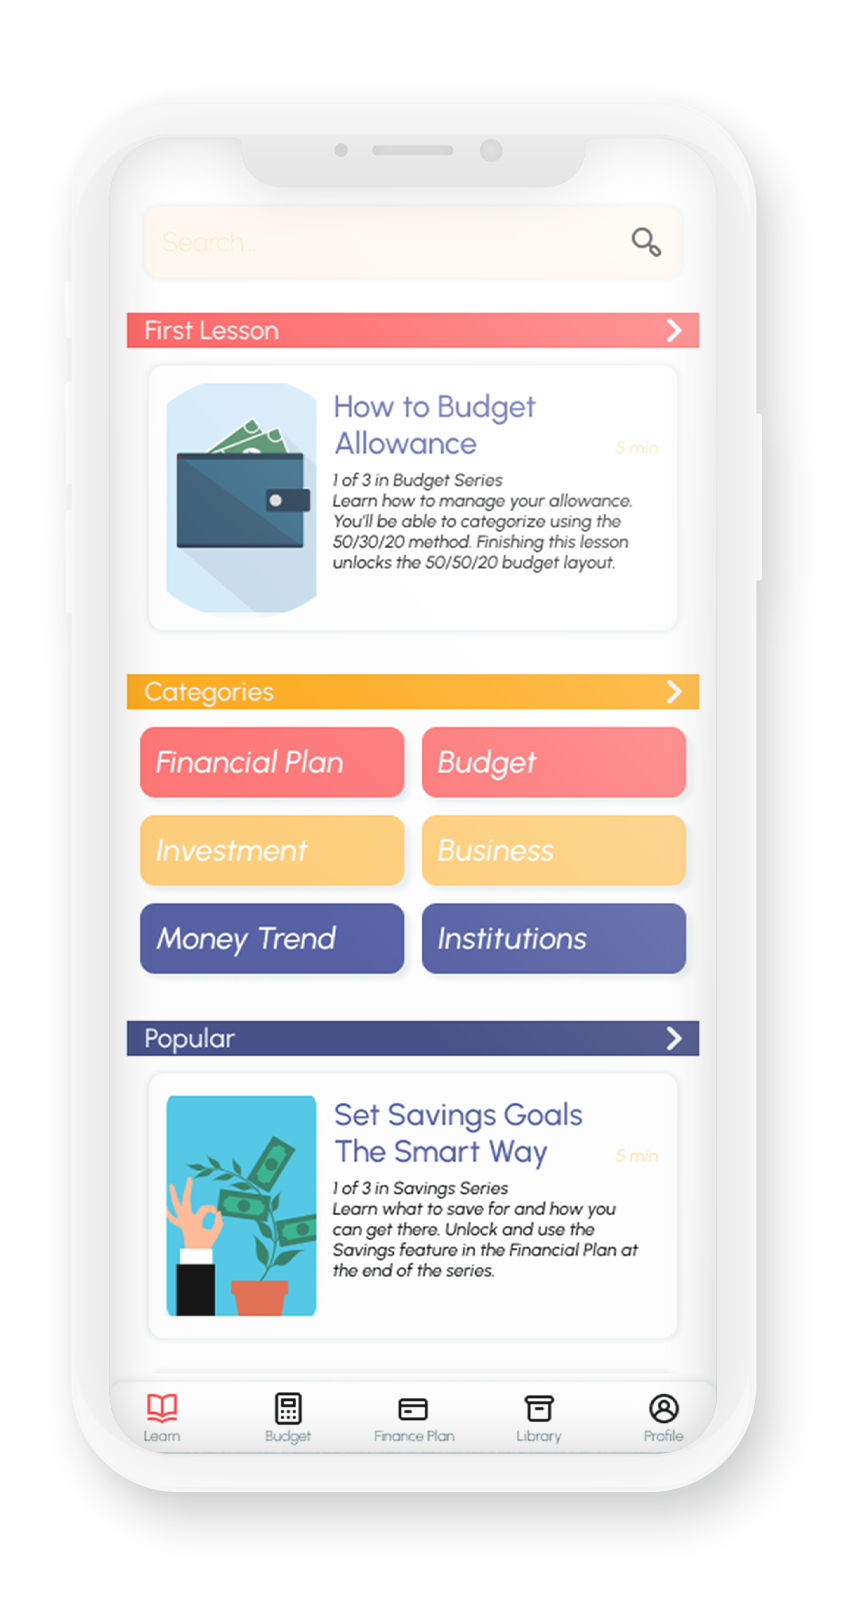 Search...
First Lesson
How to Budget
Allowance
5 min
1 of 3 in Budget Series
Learn how to manage your allowance.
You'll be able to categorize using the
50/30/20 method. Finishing this lesson
unlocks the 50/50/20 budget layout.
Categories
Financial Plan
Budget
Investment
Business
Money Trend
Institutions
Popular
Set Savings Goals
The Smart Way
5 min
1 of 3 in Savings Series
Learn what to save for and how you
can get there. Unlock and use the
Savings feature in the Financial Plan at
the end of the series.
Learn
Budget
Finance Plan
Library
Profile